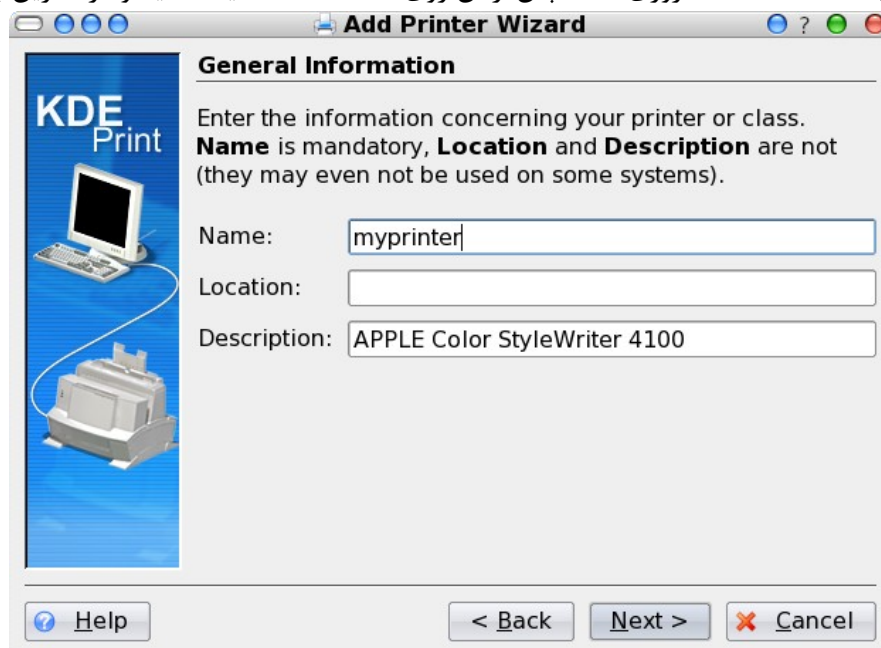 Add Printer Wizard
?
General Information
KDE
Print
Enter the information concerning your printer or class.
Name is mandatory, Location and Description are not
(they may even not be used on some systems).
Name: myprinter
Location:
Description: APPLE Color StyleWriter 4100
? Help
< Back
Next >
Cancel